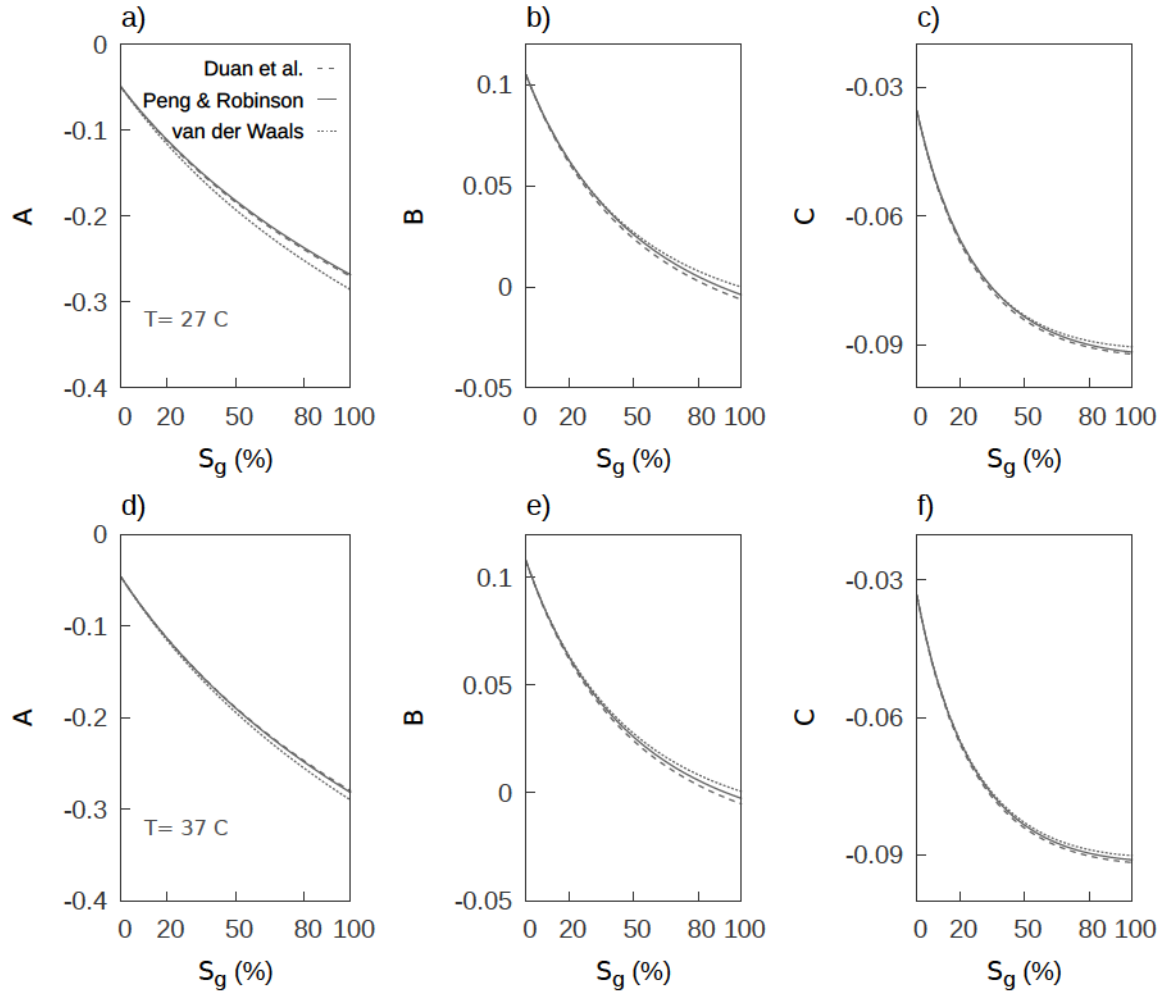 a)
0
-0.1
-0.2
-0.3
-0.4
A
Duan et al.
Peng & Robinson
van der Waals
T= 27 C
0 20 50 80 100
Sg (%)
b)
0.1
0.05
0
-0.05
B
0 20 50 80 100
Sg (%)
c)
-0.03
-0.06
-0.09
C
0 20 50 80 100
Sg (%)
d)
0
-0.1
-0.2
-0.3
-0.4
A
T= 37 C
0 20 50 80 100
Sg (%)
e)
0.1
0.05
0
-0.05
B
0 20 50 80 100
Sg (%)
f)
-0.03
-0.06
-0.09
C
0 20 50 80 100
Sg (%)